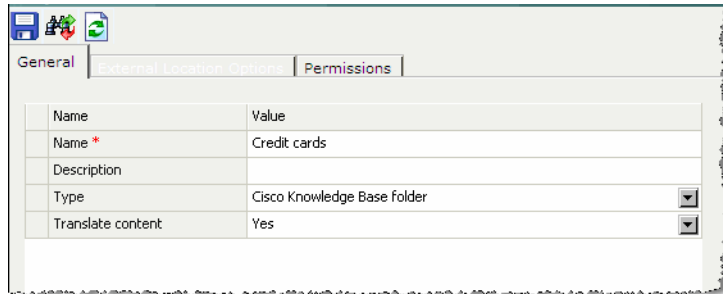 General External Location Options Permissions
Name Value
Name * Credit cards
Description
Type Cisco Knowledge Base folder
Translate content Yes